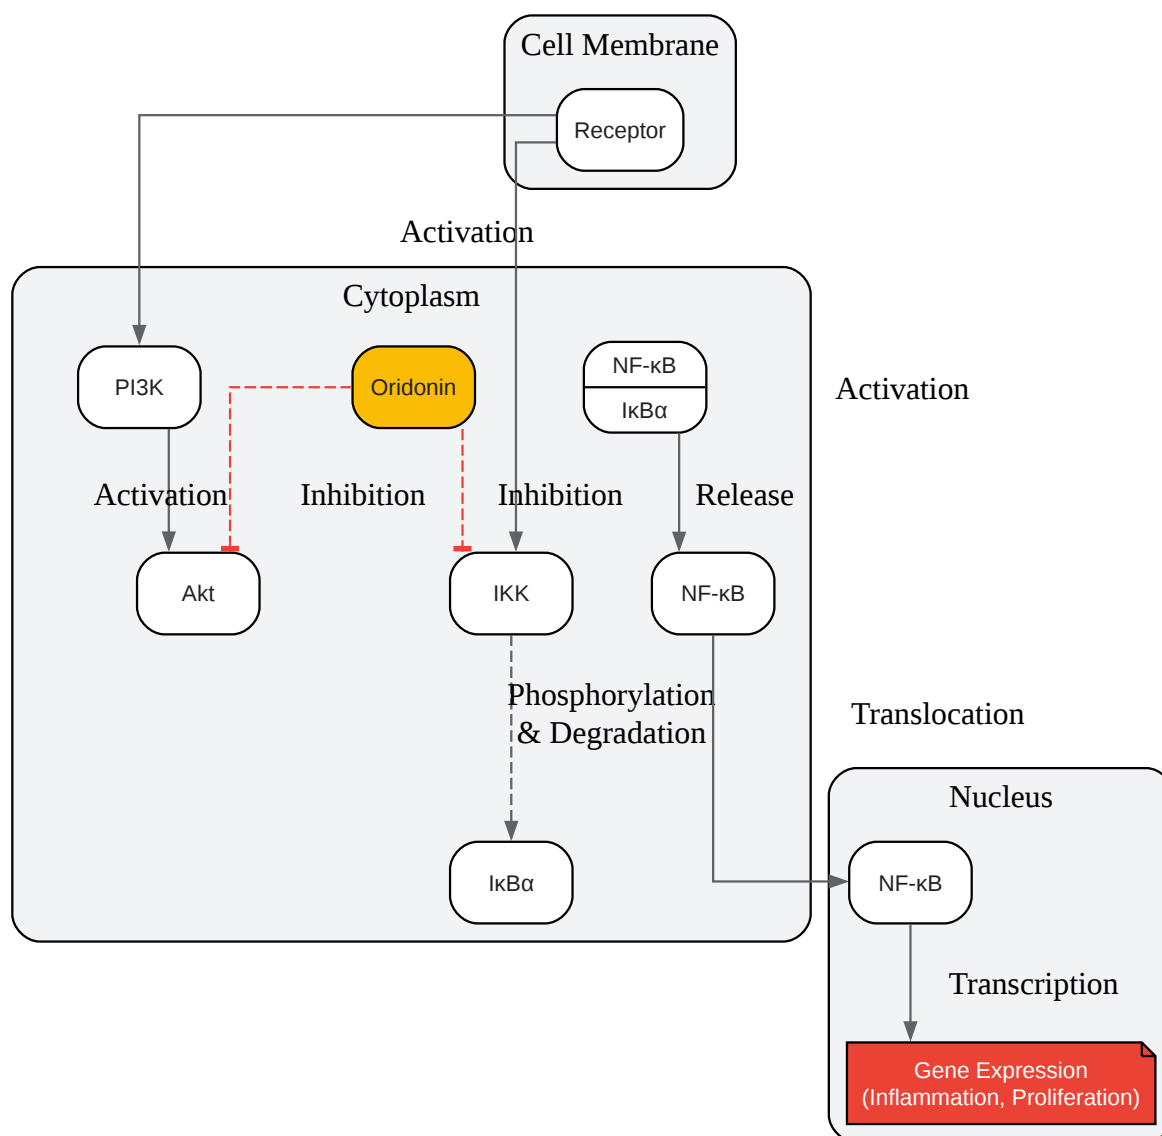 Cell Membrane
Receptor
Activation
Cytoplasm
PI3K
Oridonin
NF-κB
IκBα
Activation
Activation
Inhibition
Inhibition
Release
Akt
IKK
NF-κB
Phosphorylation
& Degradation
Translocation
Nucleus
IκBα
NF-κB
Transcription
Gene Expression
(Inflammation, Proliferation)